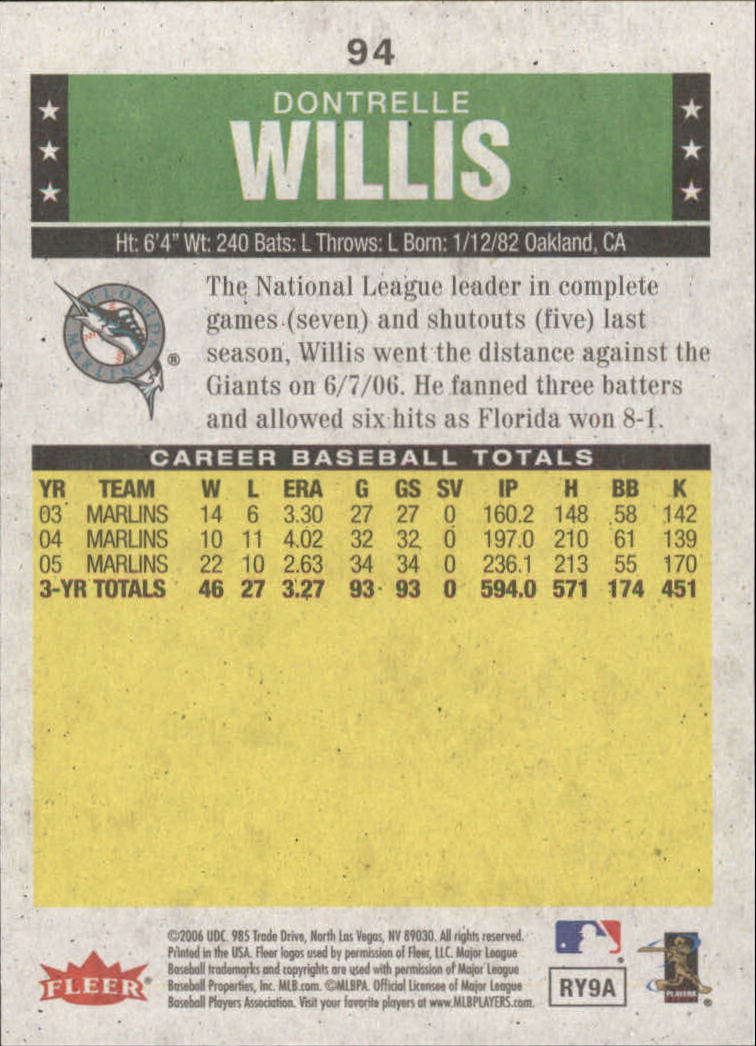 94
DONTRELLE
WILLIS
Ht: 6'4" Wt: 240 Bats: L Throws: L Born: 1/12/82 Oakland, CA
FLORIDA
MARLINS
®
The National League leader in complete
games (seven) and shutouts (five) last
season, Willis went the distance against the
Giants on 6/7/06. He fanned three batters
and allowed six hits as Florida won 8-1.
CAREER BASEBALL TOTALS
YR TEAM W L ERA G GS SV IP H BB K
03 MARLINS 14 6 3.30 27 27 0 160.2 148 58 142
04 MARLINS 10 11 4.02 32 32 0 197.0 210 61 139
05 MARLINS 22 10 2.63 34 34 0 236.1 213 55 170
3-YR TOTALS 46 27 3.27 93 93 0 594.0 571 174 451
©2006 UDC. 985 Trade Drive, North Las Vegas, NV 89030. All rights reserved.
Printed in the USA. Fleer logos used by permission of Fleer, LLC. Major League
Baseball trademarks and copyrights are used with permission of Major League
Baseball Properties, Inc. MLB.com. ©MLBPA. Official Licensee of Major League
Baseball Players Association. Visit your favorite players at www.MLBPLAYERS.com.
FLEER
RY9A
PLAYERS
®